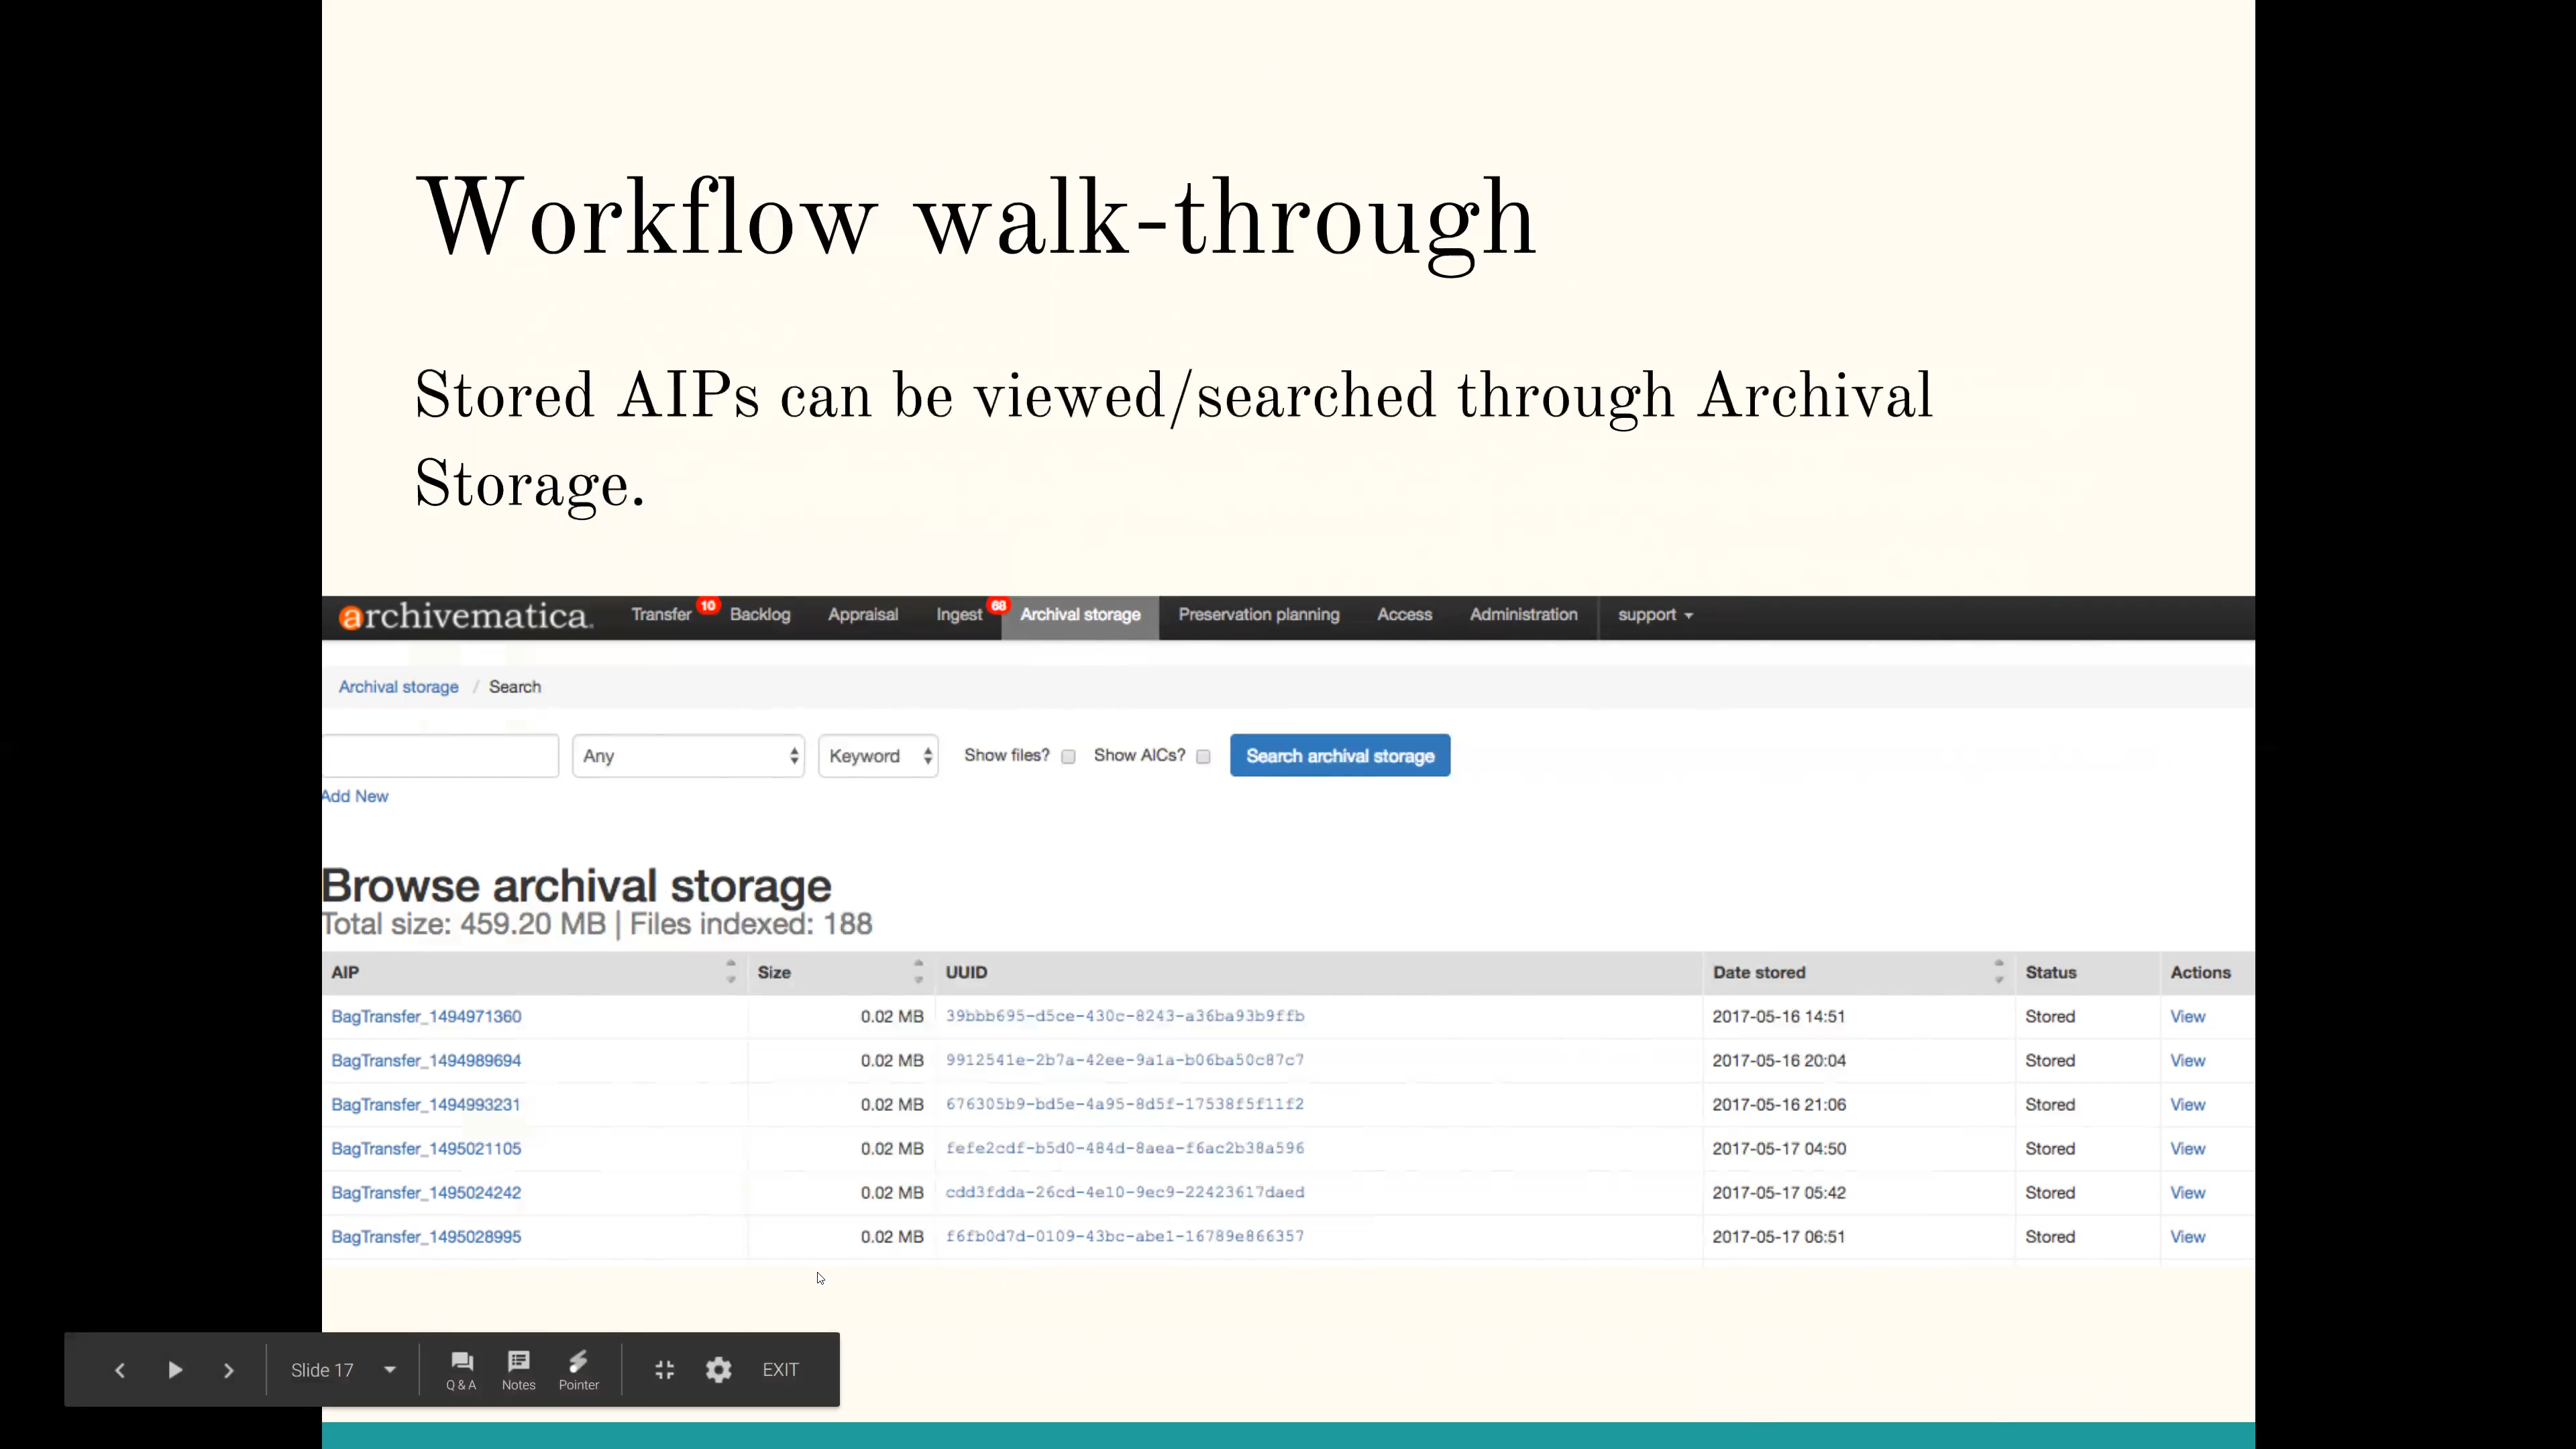 Workflow walk-through
Stored AIPs can be viewed/searched through Archival
Storage.
archivematica.
Transfer 10 Backlog Appraisal Ingest 68 Archival storage Preservation planning Access Administration support
Archival storage / Search
Any Keyword Show files? Show AICs? Search archival storage
Add New
Browse archival storage
Total size: 459.20 MB | Files indexed: 188
AIP Size UUID Date stored Status Actions
BagTransfer_1494971360 0.02 MB 39bbb695-d5ce-430c-8243-a36ba93b9ffb 2017-05-16 14:51 Stored View
BagTransfer_1494989694 0.02 MB 9912541e-2b7a-42ee-9a1a-b06ba50c87c7 2017-05-16 20:04 Stored View
BagTransfer_1494993231 0.02 MB 676305b9-bd5e-4a95-8d5f-17538f5f11f2 2017-05-16 21:06 Stored View
BagTransfer_1495021105 0.02 MB fefe2cdf-b5d0-484d-8aea-f6ac2b38a596 2017-05-17 04:50 Stored View
BagTransfer_1495024242 0.02 MB cdd3fdda-26cd-4e10-9ec9-22423617daed 2017-05-17 05:42 Stored View
BagTransfer_1495028995 0.02 MB f6fb0d7d-0109-43bc-abe1-16789e866357 2017-05-17 06:51 Stored View
Slide 17 Q & A Notes Pointer EXIT